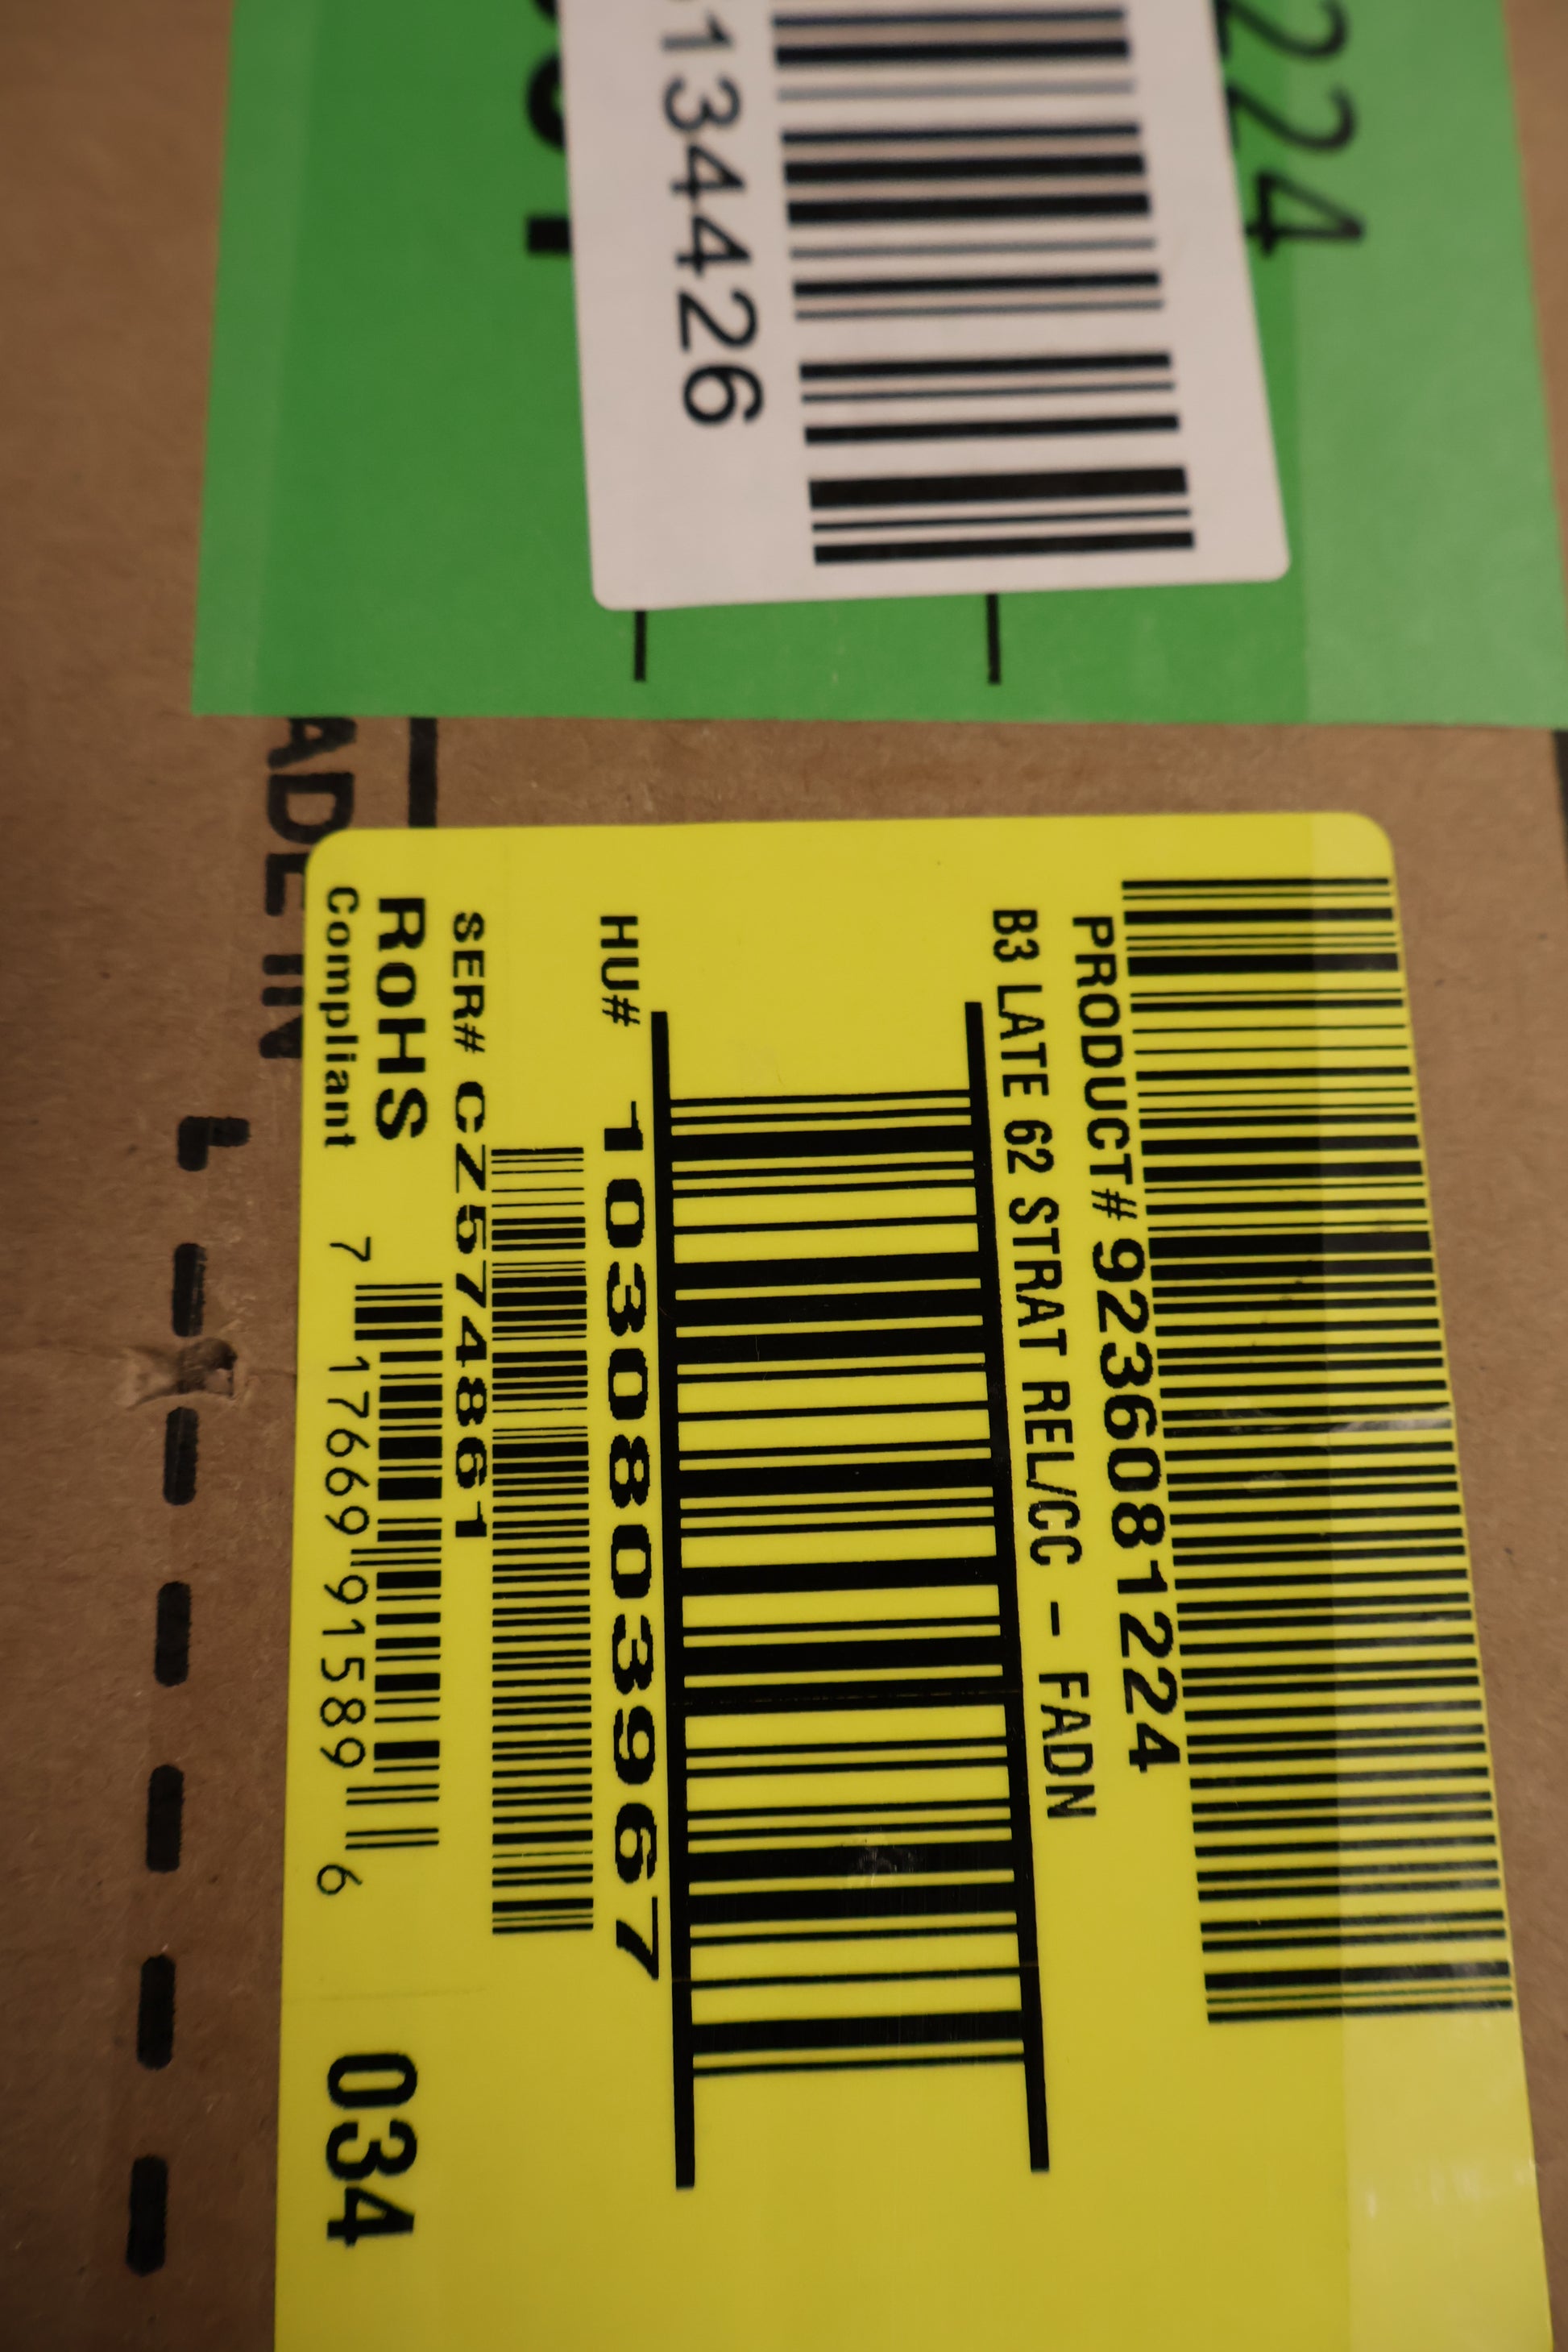 224
134426
ADE IN
PRODUCT# 9236081224
B3 LATE 62 STRAT REL/CC - FADN
HU# 1030803967
SER# CZ574861
RoHS
Compliant
7 17669 91589 6
034